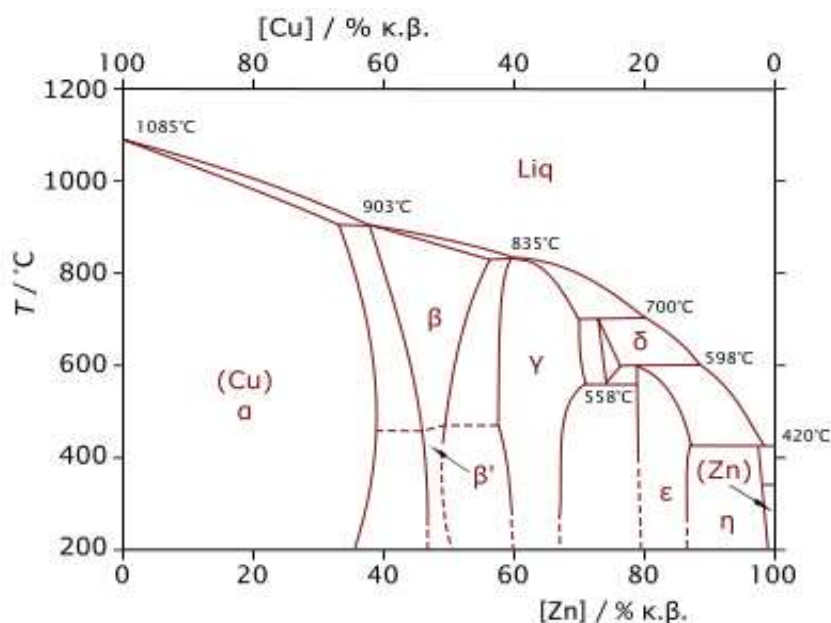 [Cu] / % κ.β.
100 80 60 40 20 0
1200
1085°C
1000
Liq
903°C
835°C
T / °C
800
β
700°C
δ
600
598°C
γ
(Cu)
α
558°C
420°C
400
(Zn)
β'
ε
η
200
0 20 40 60 80 100
[Zn] / % κ.β.